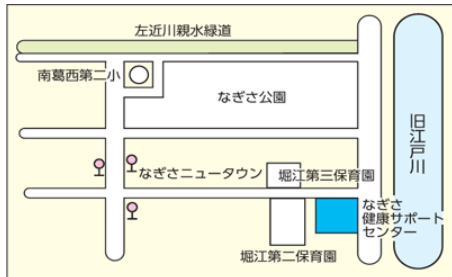 左近川親水緑道
南葛西第二小
なぎさ公園
旧江戸川
なぎさニュータウン
堀江第三保育園
なぎさ
健康サポート
センター
堀江第二保育園